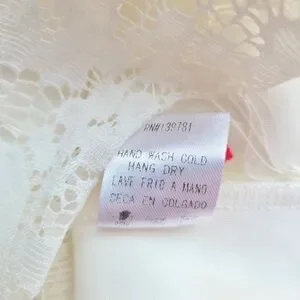 RN#139781
HAND WASH COLD
HANG DRY
LAVE FRIO A MANO
SECA EN COLGADO